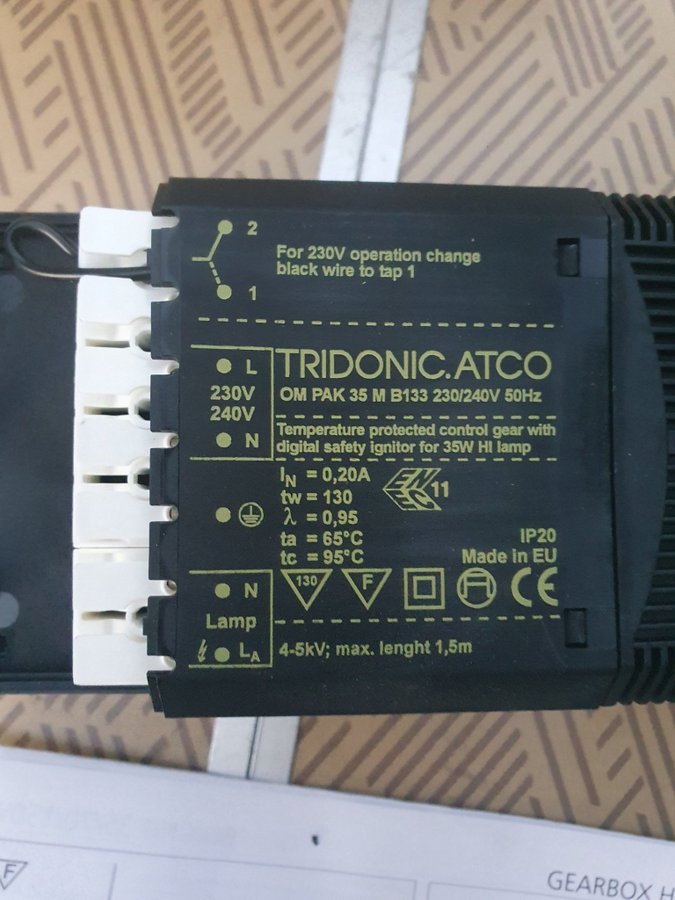 2
For 230V operation change
black wire to tap 1
1
L
TRIDONIC.ATCO
230V
240V
OM PAK 35 M B133 230/240V 50Hz
N
Temperature protected control gear with
digital safety ignitor for 35W HI lamp
IN = 0,20A
tw = 130
λ = 0,95
ta = 65°C
tc = 95°C
11
IP20
Made in EU
N
130
F
CE
Lamp
LA
4-5kV; max. lenght 1,5m
F
GEARBOX H